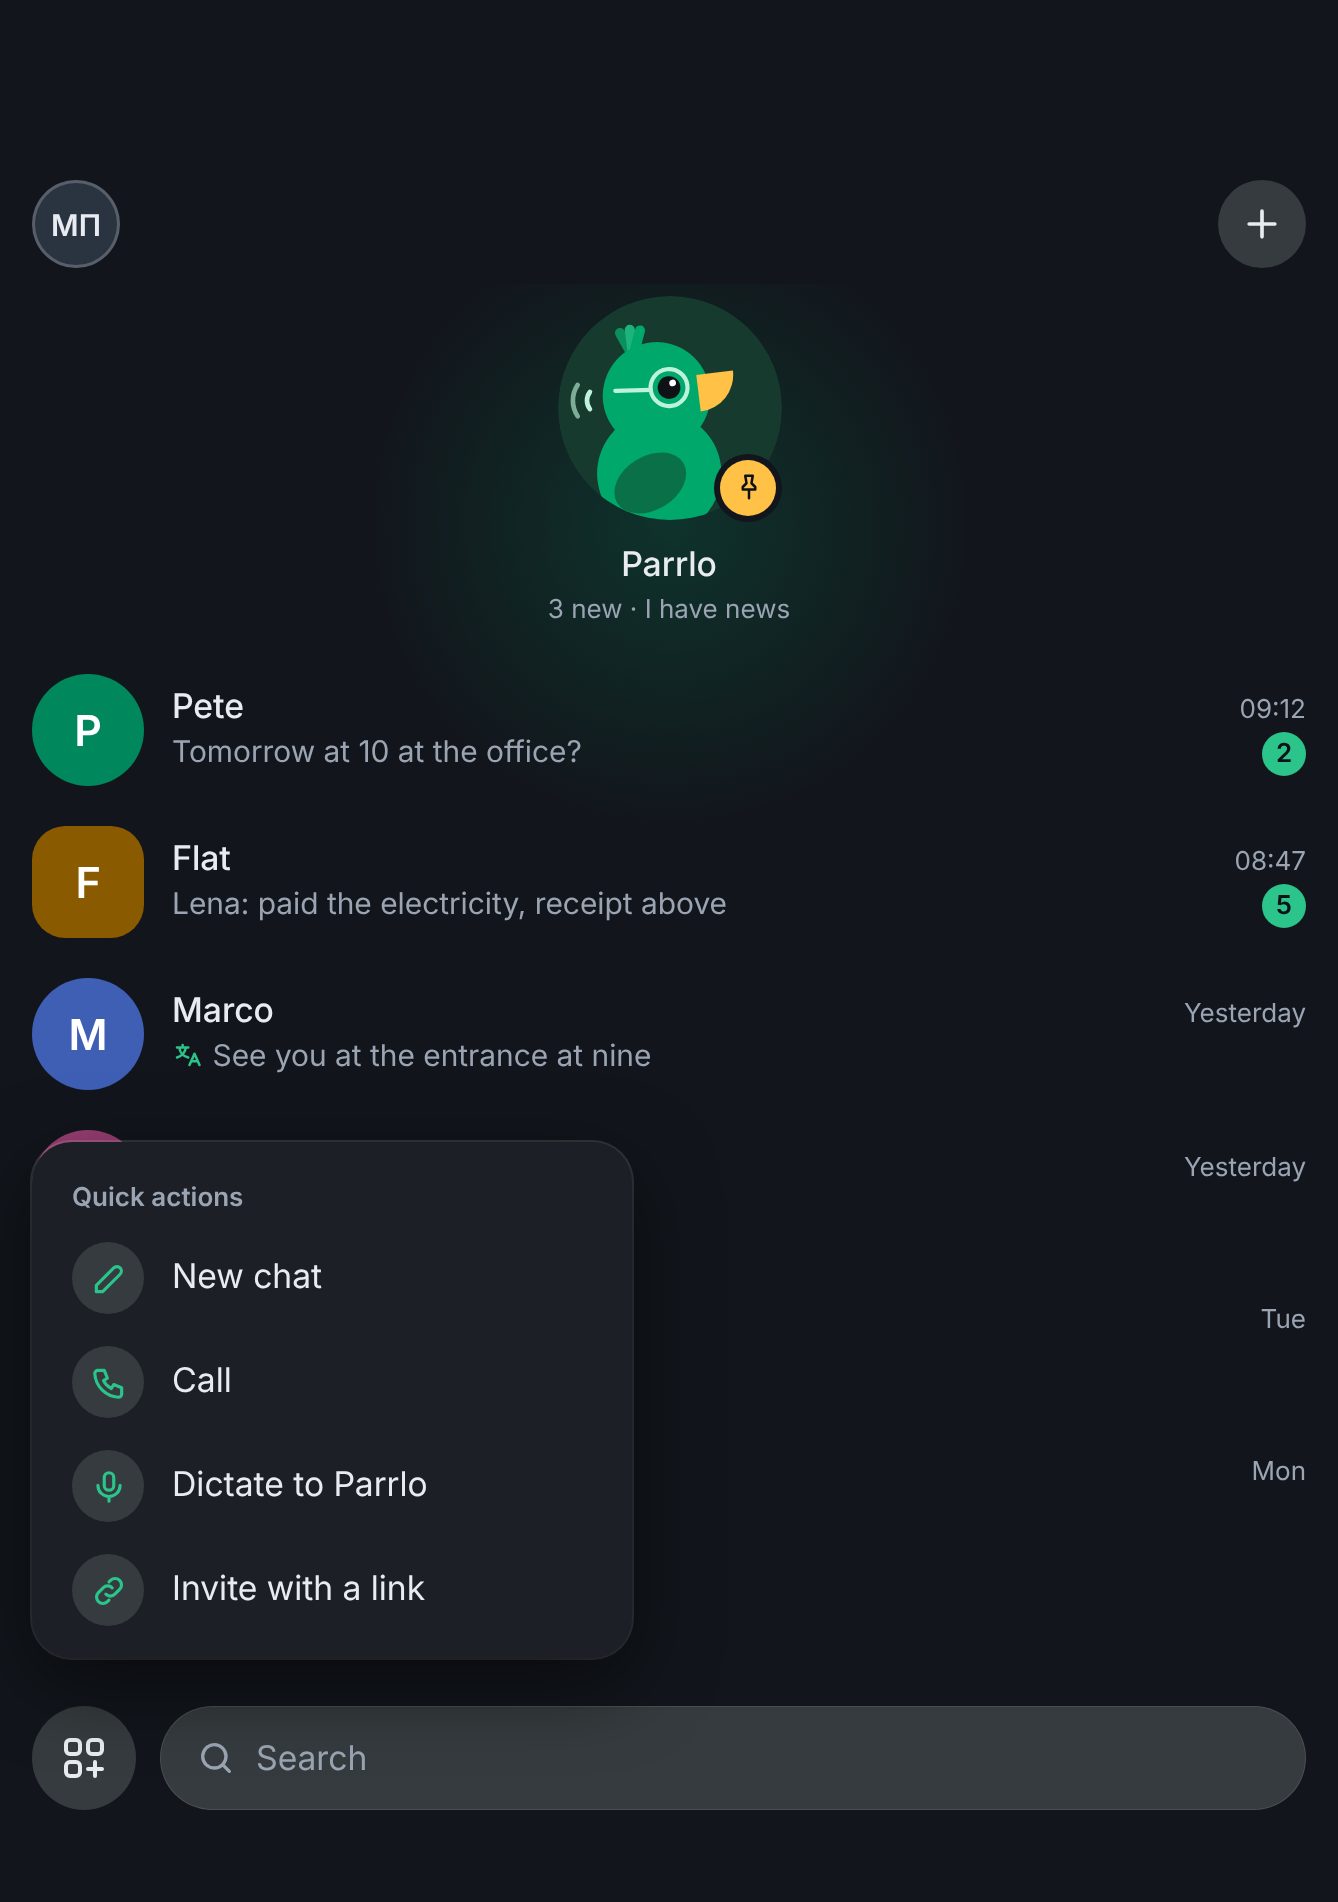 МП
Parrlo
3 new · I have news
P
Pete
09:12
Tomorrow at 10 at the office?
2
F
Flat
08:47
Lena: paid the electricity, receipt above
5
M
Marco
Yesterday
See you at the entrance at nine
Yesterday
Quick actions
New chat
Tue
Call
Mon
Dictate to Parrlo
Invite with a link
Search